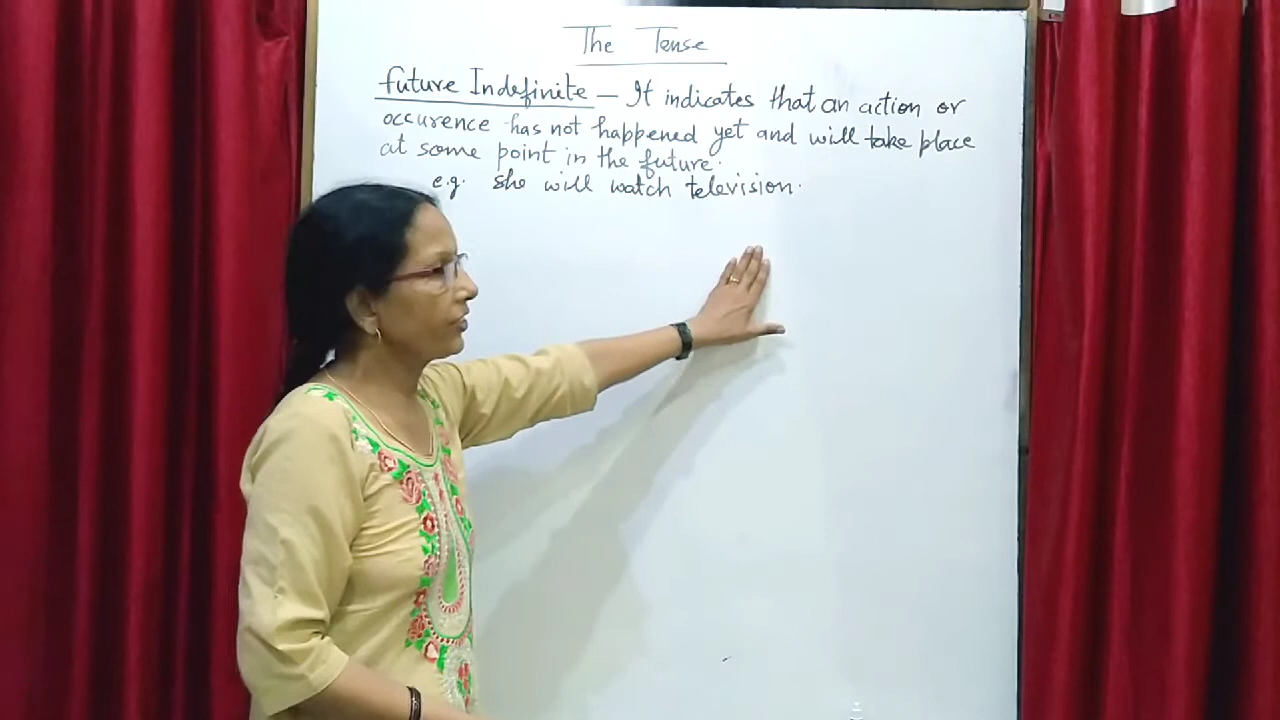 The Tense
future Indefinite – It indicates that an action or
occurence has not happened yet and will take place
at some point in the future.
e.g. she will watch television.